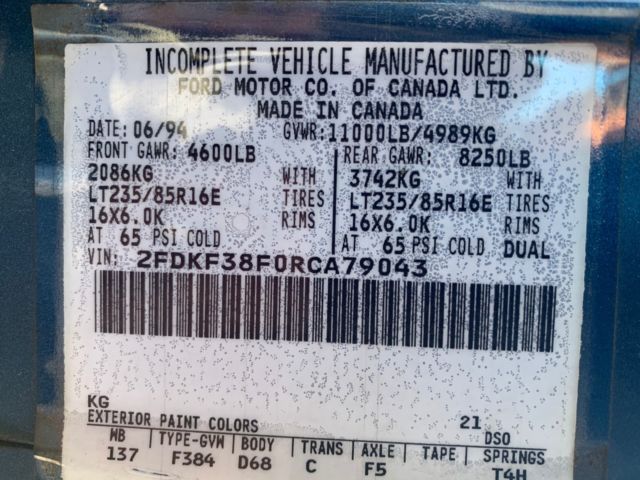 INCOMPLETE VEHICLE MANUFACTURED BY
FORD MOTOR CO. OF CANADA LTD.
MADE IN CANADA
DATE: 06/94 GVWR: 11000LB/4989KG
FRONT GAWR: 4600LB REAR GAWR: 8250LB
2086KG WITH 3742KG WITH
LT235/85R16E TIRES LT235/85R16E TIRES
16X6.0K RIMS 16X6.0K RIMS
AT 65 PSI COLD AT 65 PSI COLD DUAL
VIN: 2FDKF38F0RCA79043
KG
EXTERIOR PAINT COLORS 21 DSO
WB TYPE-GVW BODY TRANS AXLE TAPE SPRINGS
137 F384 D68 C F5 T4H